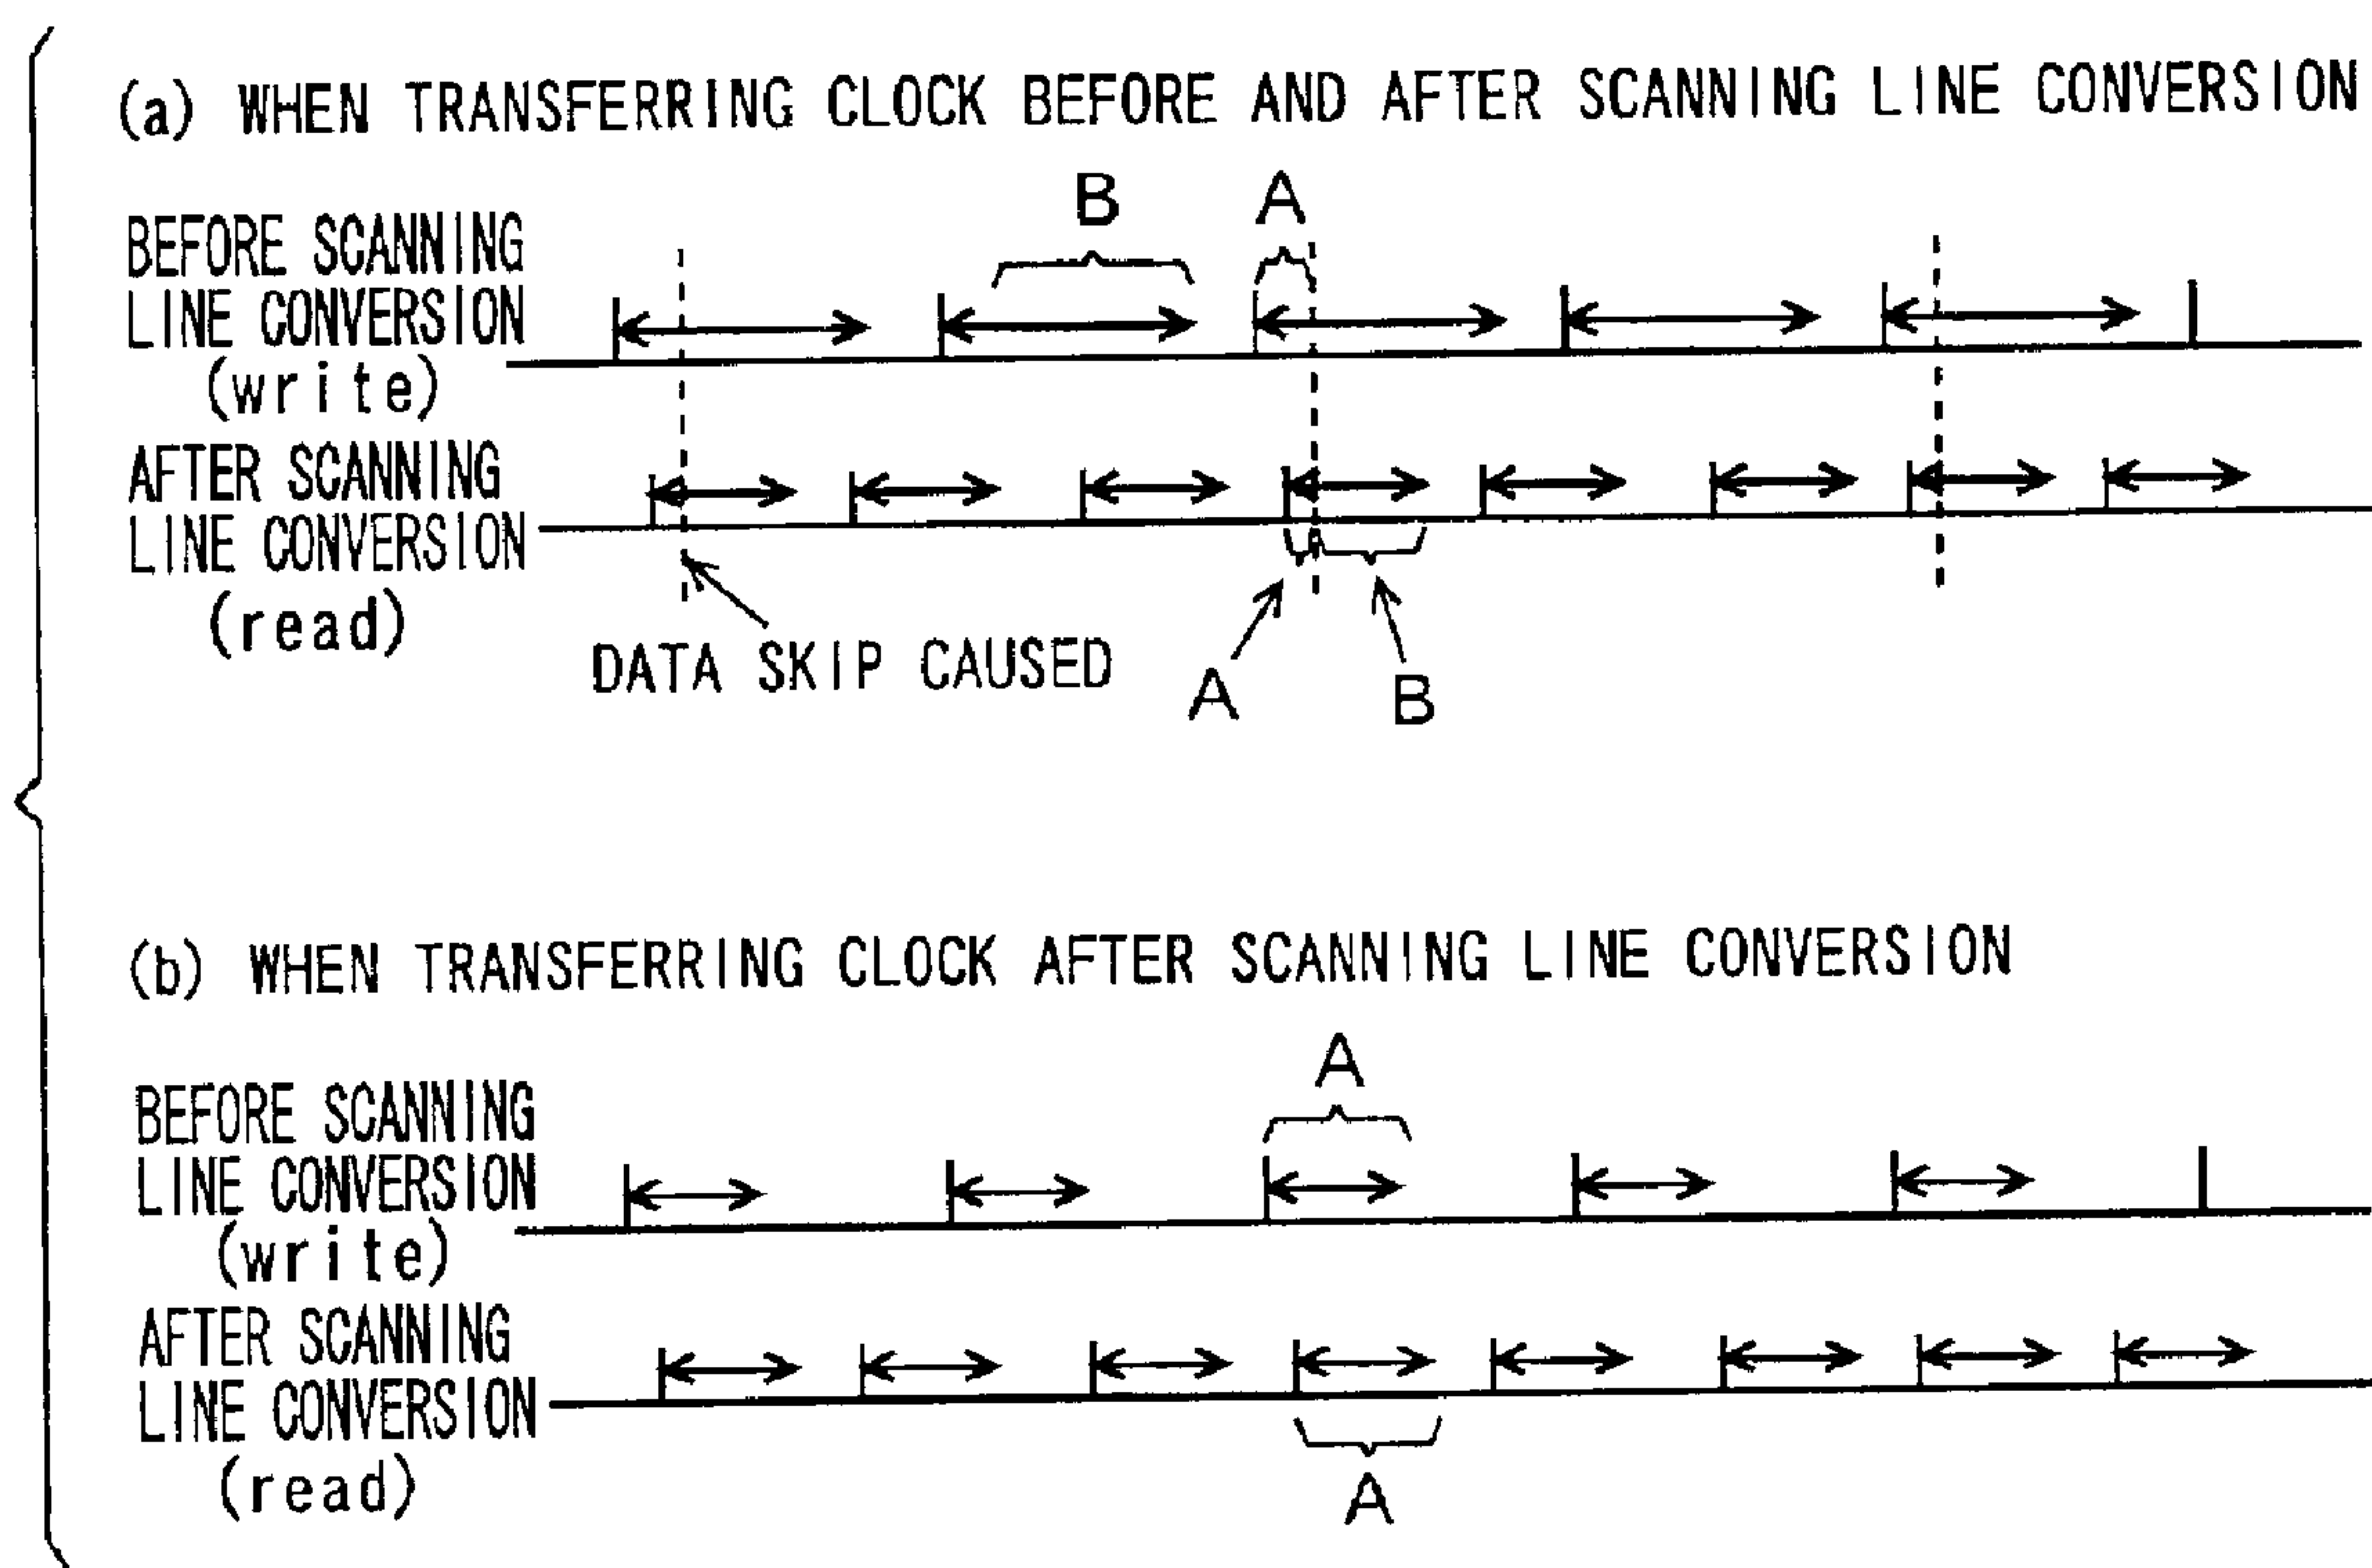 (a) WHEN TRANSFERRING CLOCK BEFORE AND AFTER SCANNING LINE CONVERSION
B A
BEFORE SCANNING
LINE CONVERSION
(write)
AFTER SCANNING
LINE CONVERSION
(read)
DATA SKIP CAUSED
A B
(b) WHEN TRANSFERRING CLOCK AFTER SCANNING LINE CONVERSION
A
BEFORE SCANNING
LINE CONVERSION
(write)
AFTER SCANNING
LINE CONVERSION
(read)
A